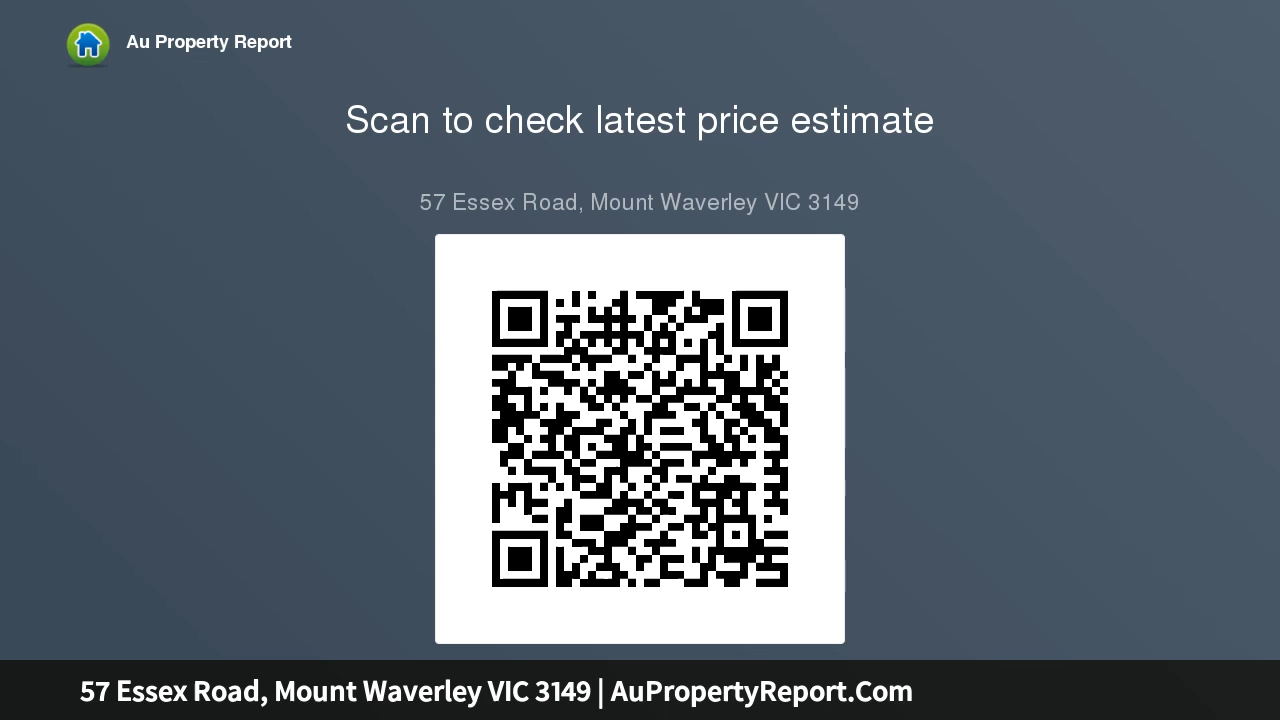 Au Property Report
Scan to check latest price estimate
57 Essex Road, Mount Waverley VIC 3149
57 Essex Road, Mount Waverley VIC 3149 | AuPropertyReport.Com